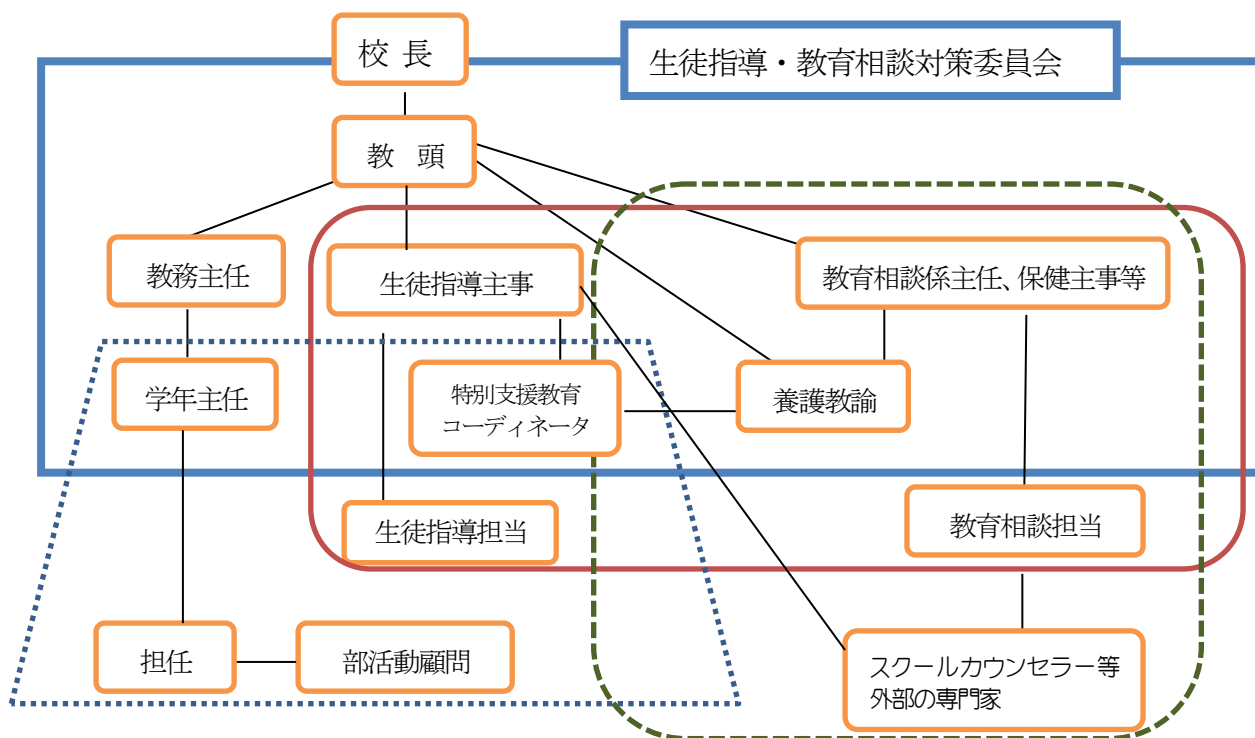 校 長
生徒指導・教育相談対策委員会
教 頭
教務主任
生徒指導主事
教育相談係主任、保健主事等
学年主任
特別支援教育
コーディネータ
養護教諭
生徒指導担当
教育相談担当
担任
部活動顧問
スクールカウンセラー等
外部の専門家